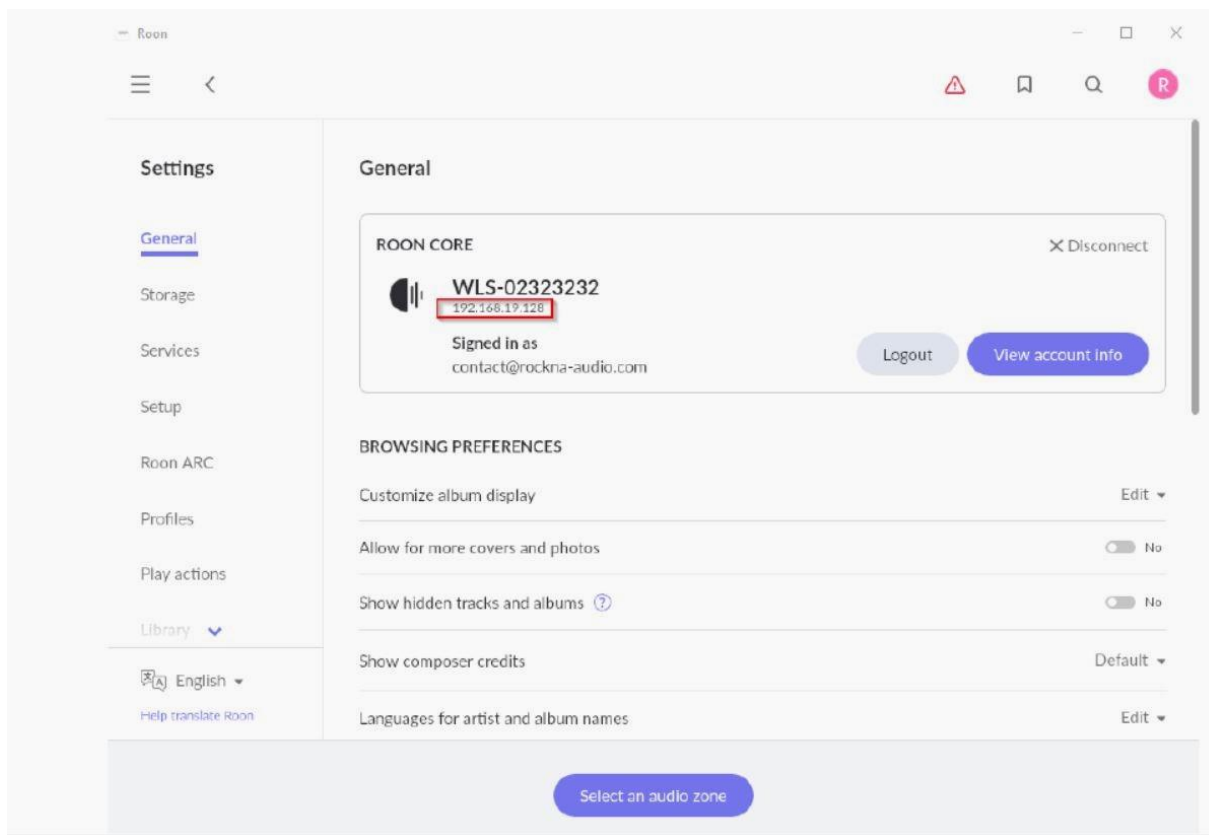 Roon
R
Settings
General
Storage
Services
Setup
Roon ARC
Profiles
Play actions
Library
English
Help translate Roon
General
ROON CORE
Disconnect
WLS-02323232
192.168.19.128
Signed in as
contact@rockna-audio.com
Logout
View account info
BROWSING PREFERENCES
Customize album display Edit
Allow for more covers and photos No
Show hidden tracks and albums ? No
Show composer credits Default
Languages for artist and album names Edit
Select an audio zone